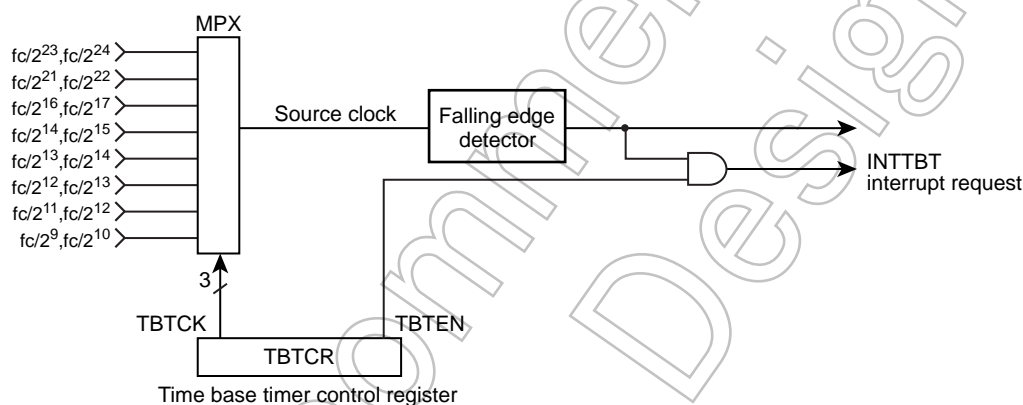 MPX
fc/2^23,fc/2^24
fc/2^21,fc/2^22
fc/2^16,fc/2^17
fc/2^14,fc/2^15
fc/2^13,fc/2^14
fc/2^12,fc/2^13
fc/2^11,fc/2^12
fc/2^9,fc/2^10
Source clock
Falling edge
detector
INTTBT
interrupt request
3
TBTCK
TBTEN
TBTCR
Time base timer control register